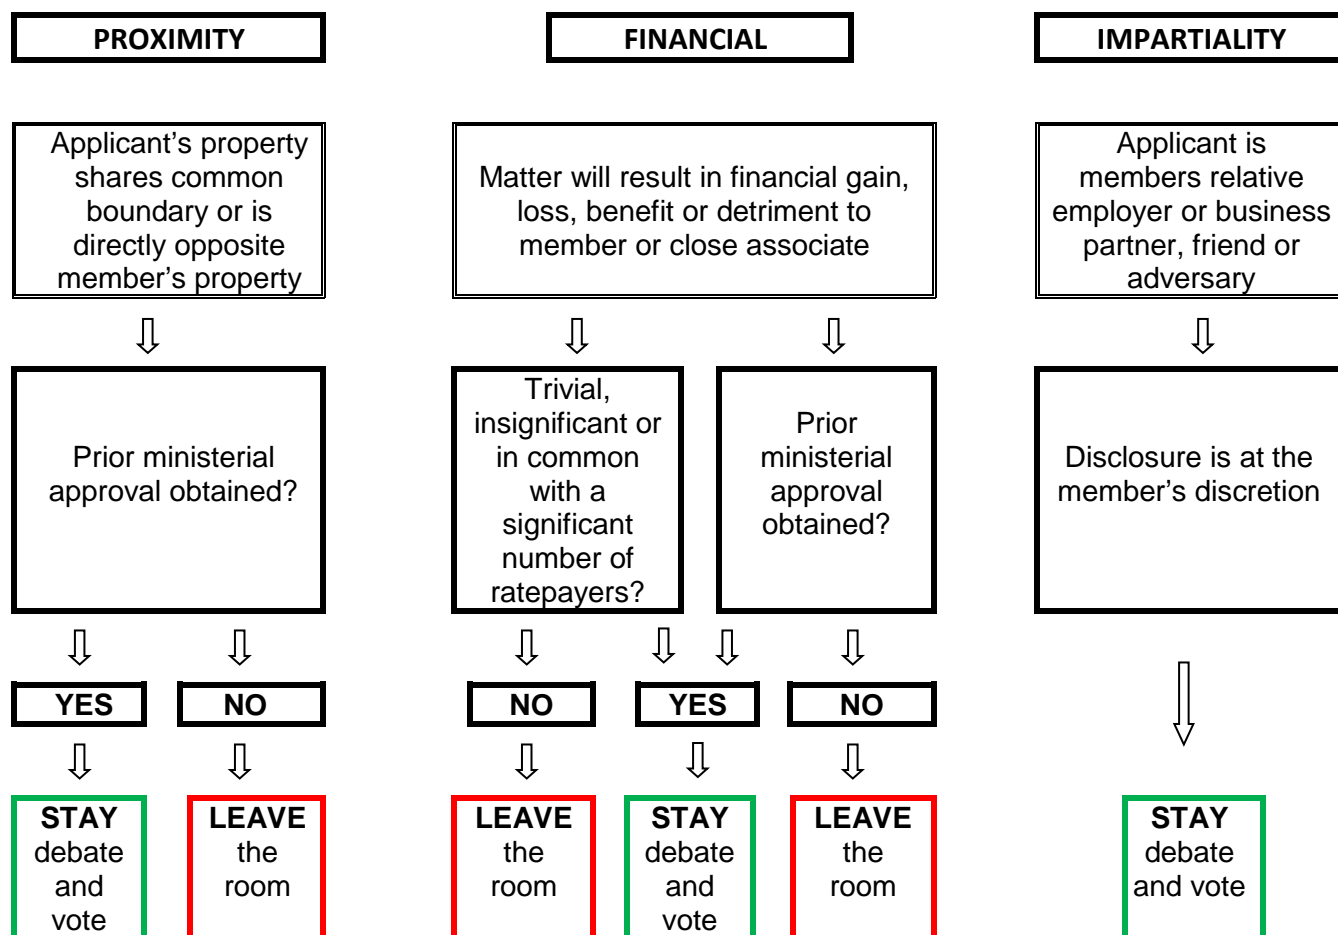 PROXIMITY
FINANCIAL
IMPARTIALITY
Applicant’s property
shares common
boundary or is
directly opposite
member’s property
Matter will result in financial gain,
loss, benefit or detriment to
member or close associate
Applicant is
members relative
employer or business
partner, friend or
adversary
Prior ministerial
approval obtained?
Trivial,
insignificant or
in common
with a
significant
number of
ratepayers?
Prior
ministerial
approval
obtained?
Disclosure is at the
member’s discretion
YES
NO
NO
YES
NO
STAY
debate
and
vote
LEAVE
the
room
LEAVE
the
room
STAY
debate
and
vote
LEAVE
the
room
STAY
debate
and vote